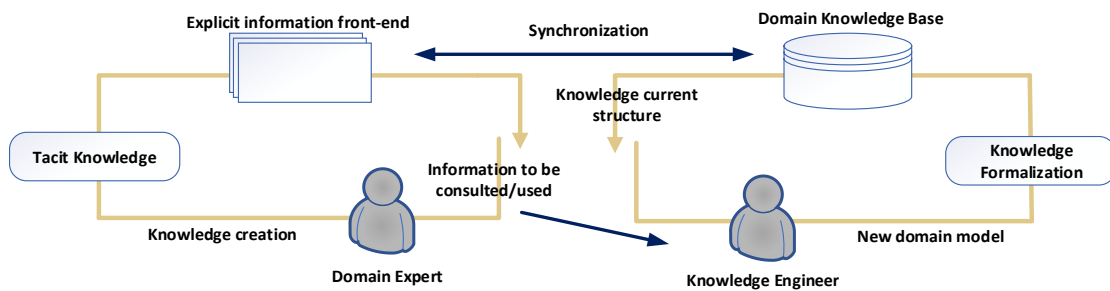 Explicit information front-end
Domain Knowledge Base
Synchronization
Knowledge current
structure
Tacit Knowledge
Knowledge
Formalization
Information to be
consulted/used
Knowledge creation
New domain model
Domain Expert
Knowledge Engineer